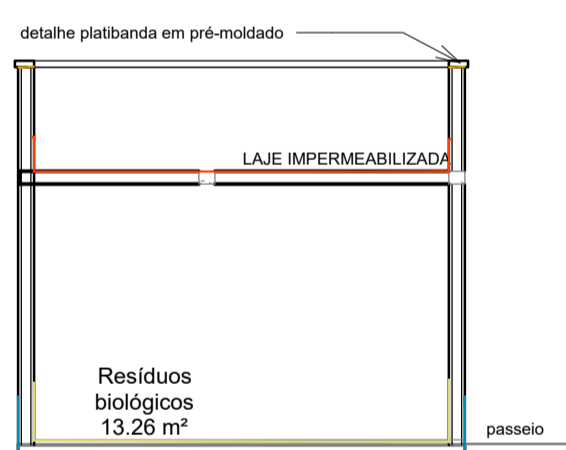 detalhe platibanda em pré-moldado
LAJE IMPERMEABILIZADA
Resíduos
biológicos
13.26 m²
passeio